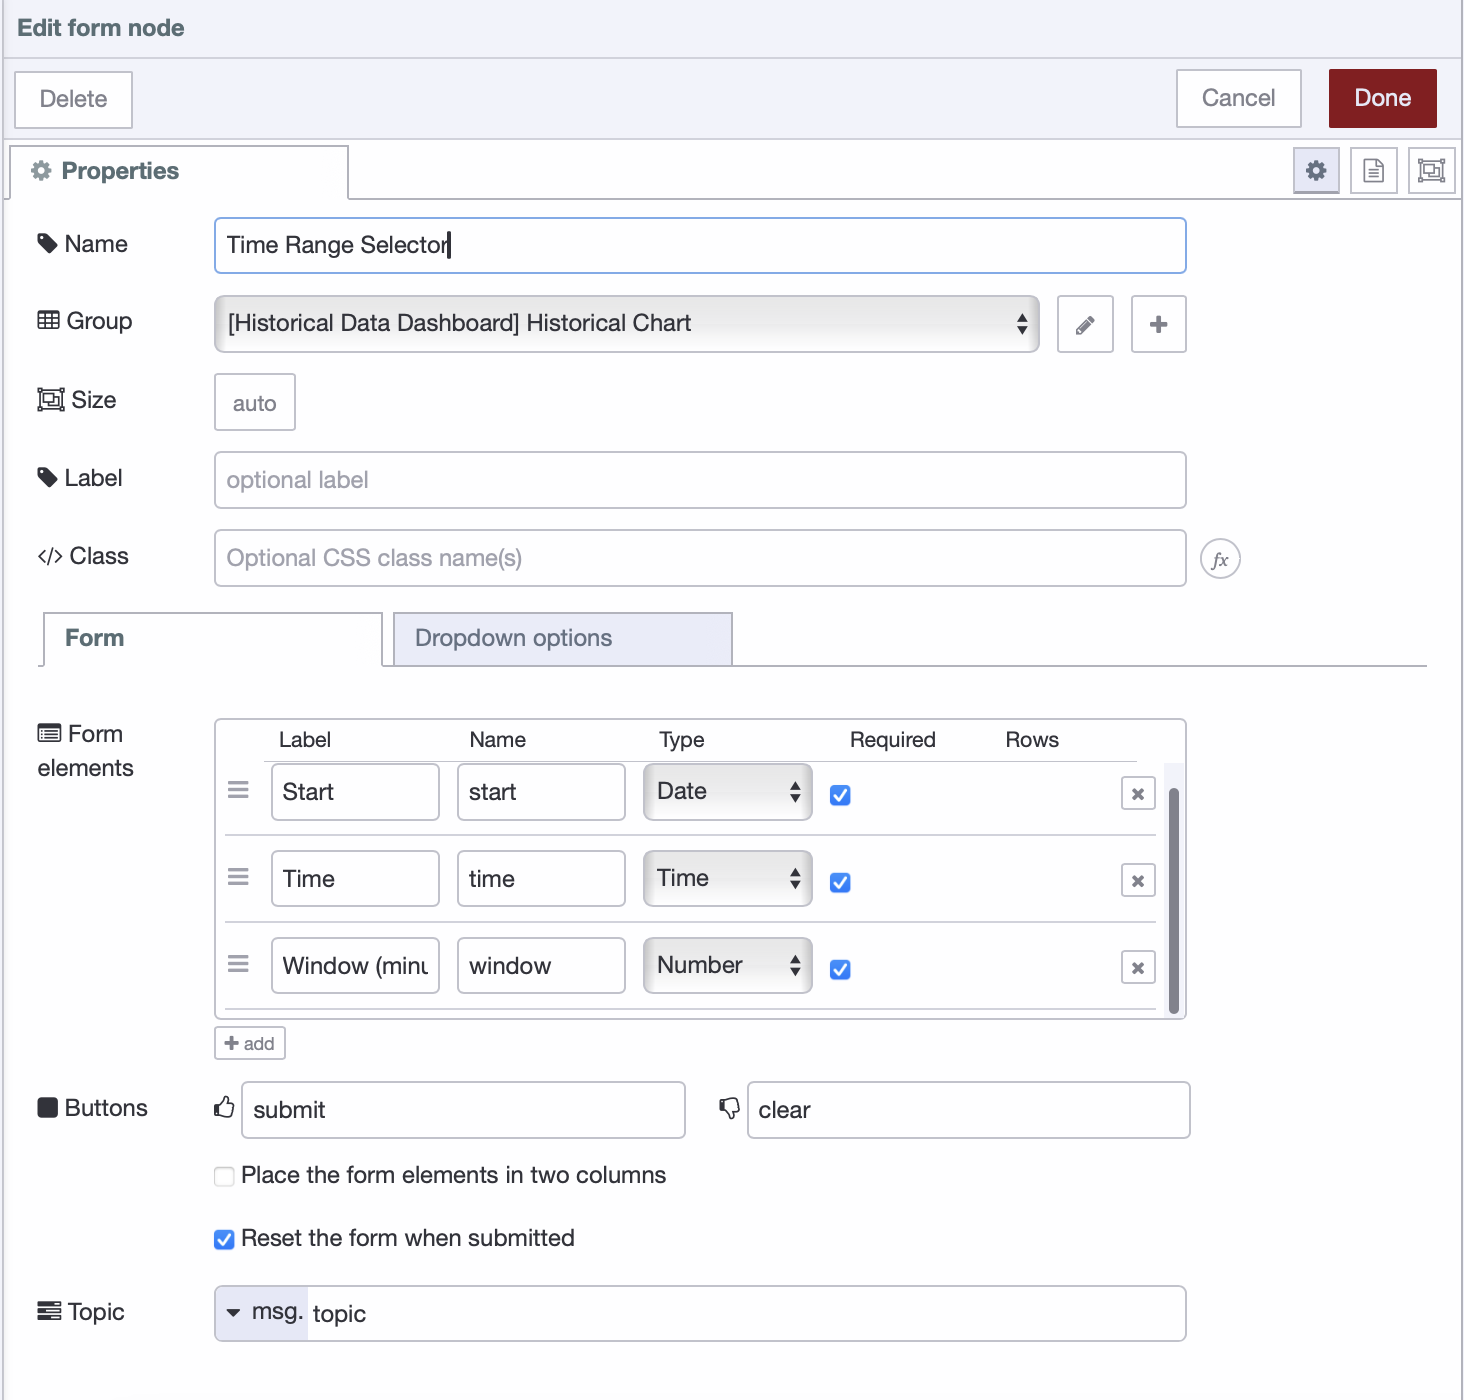 Edit form node
Delete
Cancel
Done
Properties
Name
Time Range Selector
Group
[Historical Data Dashboard] Historical Chart
Size
auto
Label
optional label
</> Class
Optional CSS class name(s)
fx
Form
Dropdown options
Form elements
Label Name Type Required Rows
Start start Date
Time time Time
Window (minu window Number
+ add
Buttons
submit
clear
Place the form elements in two columns
Reset the form when submitted
Topic
msg. topic